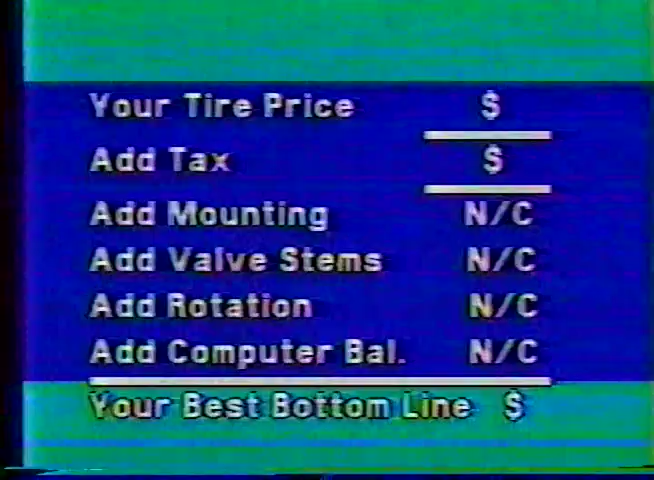 Your Tire Price $
Add Tax $
Add Mounting N/C
Add Valve Stems N/C
Add Rotation N/C
Add Computer Bal. N/C
Your Best Bottom Line $